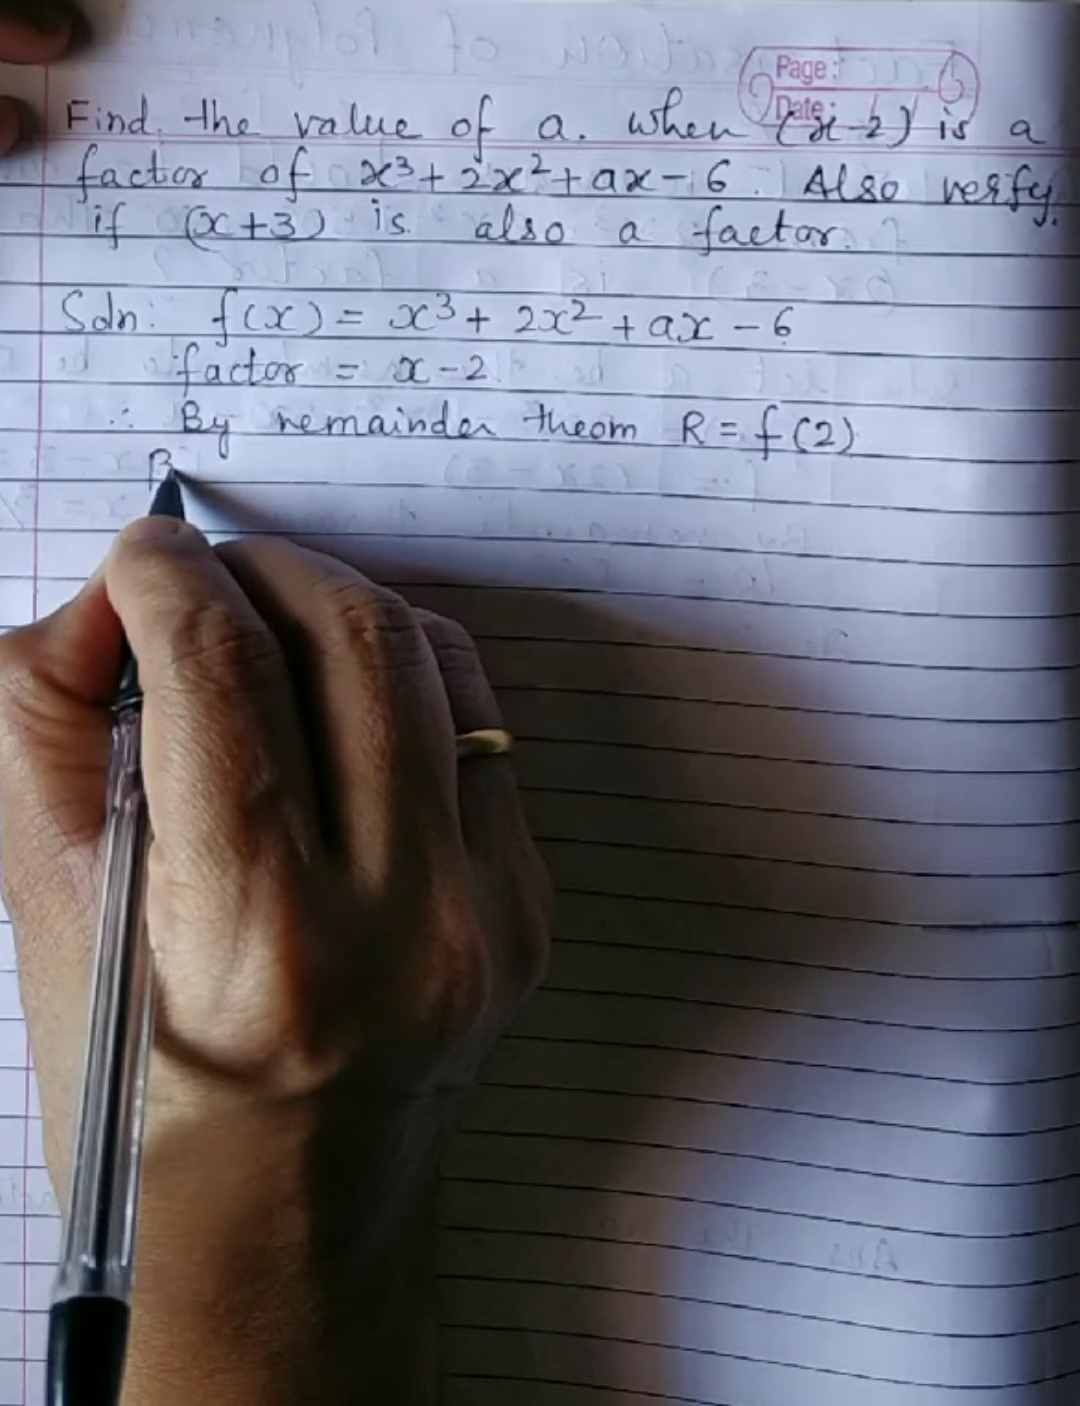 Page:
Date:
Find. the value of a. when (x-2) is a
factor of x³+ 2x²+ax-6. Also verfy.
if (x+3) is also a factor.
Soln: f(x) = x³+ 2x² +ax - 6
factor = x-2
∴ By remainder theom R = f(2)